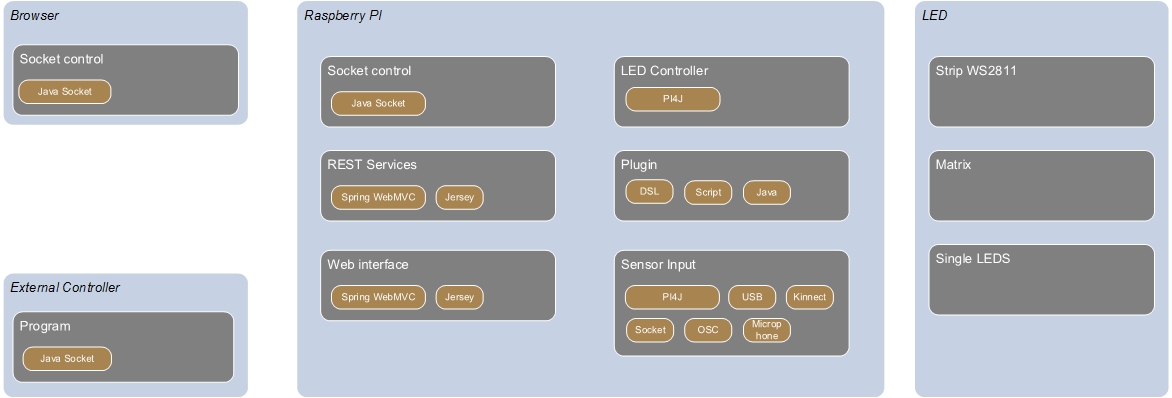 Browser
Socket control
Java Socket
External Controller
Program
Java Socket
Raspberry PI
Socket control
Java Socket
REST Services
Spring WebMVC
Jersey
Web interface
Spring WebMVC
Jersey
LED Controller
PI4J
Plugin
DSL
Script
Java
Sensor Input
PI4J
USB
Kinnect
Socket
OSC
Microp
hone
LED
Strip WS2811
Matrix
Single LEDS